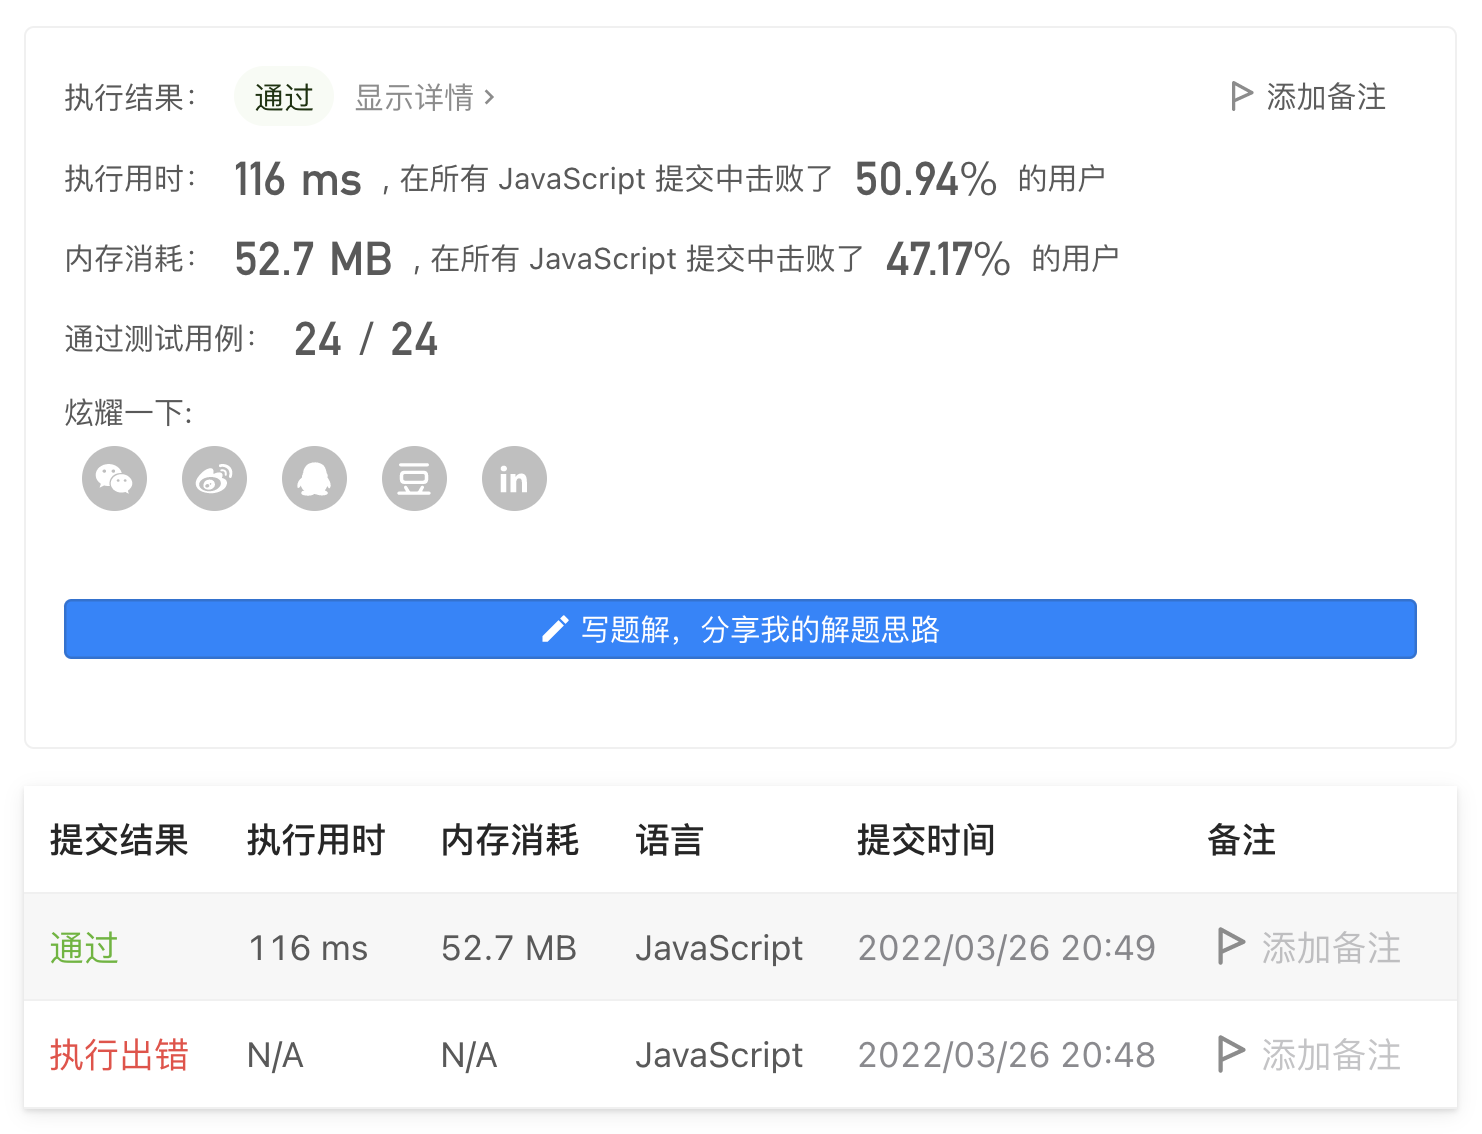 执行结果： 通过 显示详情 > 添加备注
执行用时： 116 ms ，在所有 JavaScript 提交中击败了 50.94% 的用户
内存消耗： 52.7 MB ，在所有 JavaScript 提交中击败了 47.17% 的用户
通过测试用例： 24 / 24
炫耀一下:
豆 in
写题解，分享我的解题思路
提交结果 执行用时 内存消耗 语言 提交时间 备注
通过 116 ms 52.7 MB JavaScript 2022/03/26 20:49 添加备注
执行出错 N/A N/A JavaScript 2022/03/26 20:48 添加备注